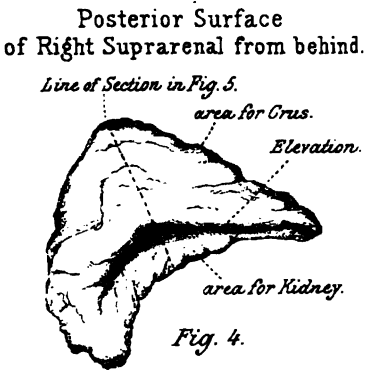 Posterior Surface
of Right Suprarenal from behind.
Line of Section in Fig. 5.
area for Crus.
Elevation.
area for Kidney.
Fig. 4.